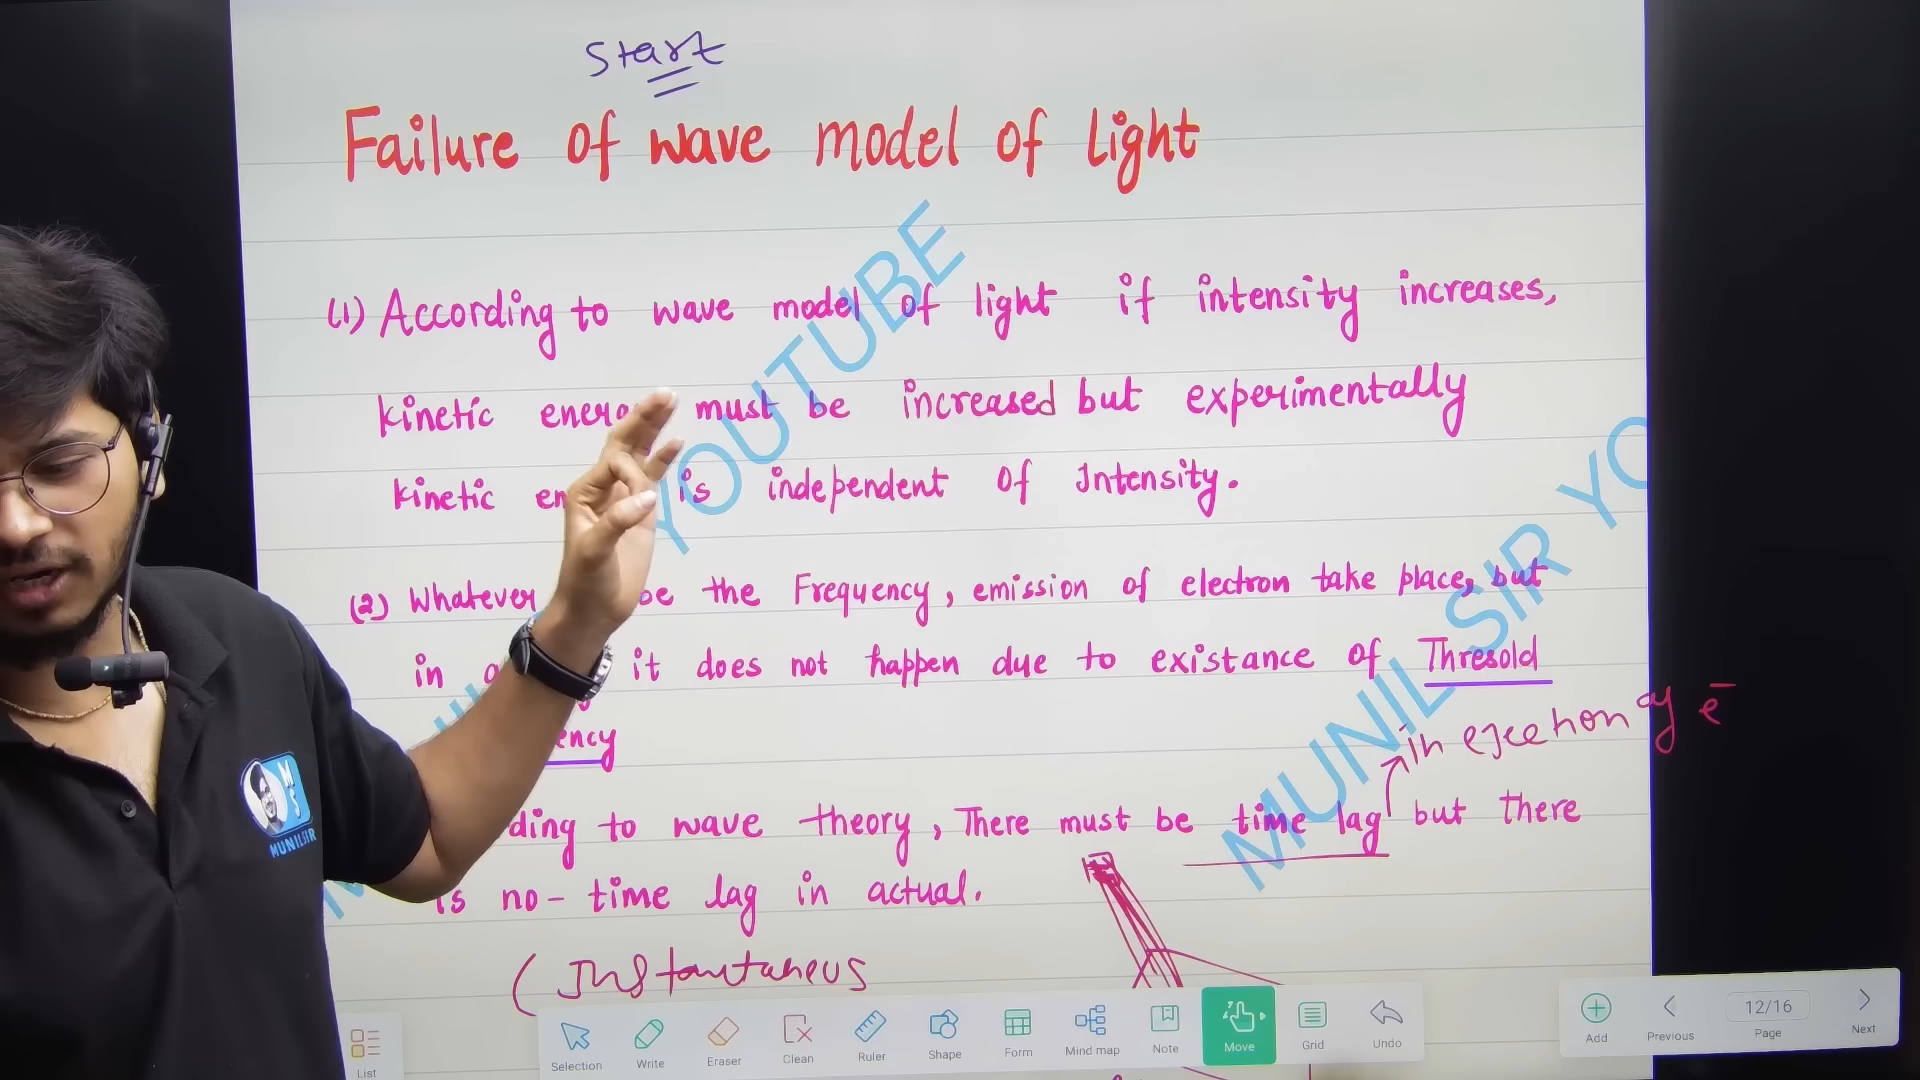 Start
Failure of wave model of light
(1) According to wave model of light if intensity increases,
kinetic must be increased but experimentally
kinetic is independent of Intensity.
(2) Whatever be the Frequency, emission of electron take place, but
in it does not happen due to existance of Thresold
in ejection of e⁻
to wave theory, There must be time lag but there
is no-time lag in actual.
(Instantaneus
YOUTUBE
MUNIL SIR YO
MUNILSIR
List
Selection
Write
Eraser
Clean
Ruler
Shape
Form
Mind map
Note
Move
Grid
Undo
Add
Previous
12/16
Page
Next